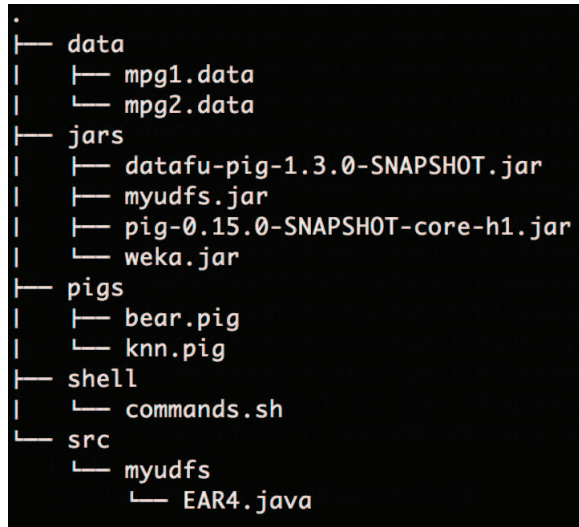 .
├── data
│   ├── mpg1.data
│   └── mpg2.data
├── jars
│   ├── datafu-pig-1.3.0-SNAPSHOT.jar
│   ├── myudfs.jar
│   ├── pig-0.15.0-SNAPSHOT-core-h1.jar
│   └── weka.jar
├── pigs
│   ├── bear.pig
│   └── knn.pig
├── shell
│   └── commands.sh
└── src
    └── myudfs
        └── EAR4.java